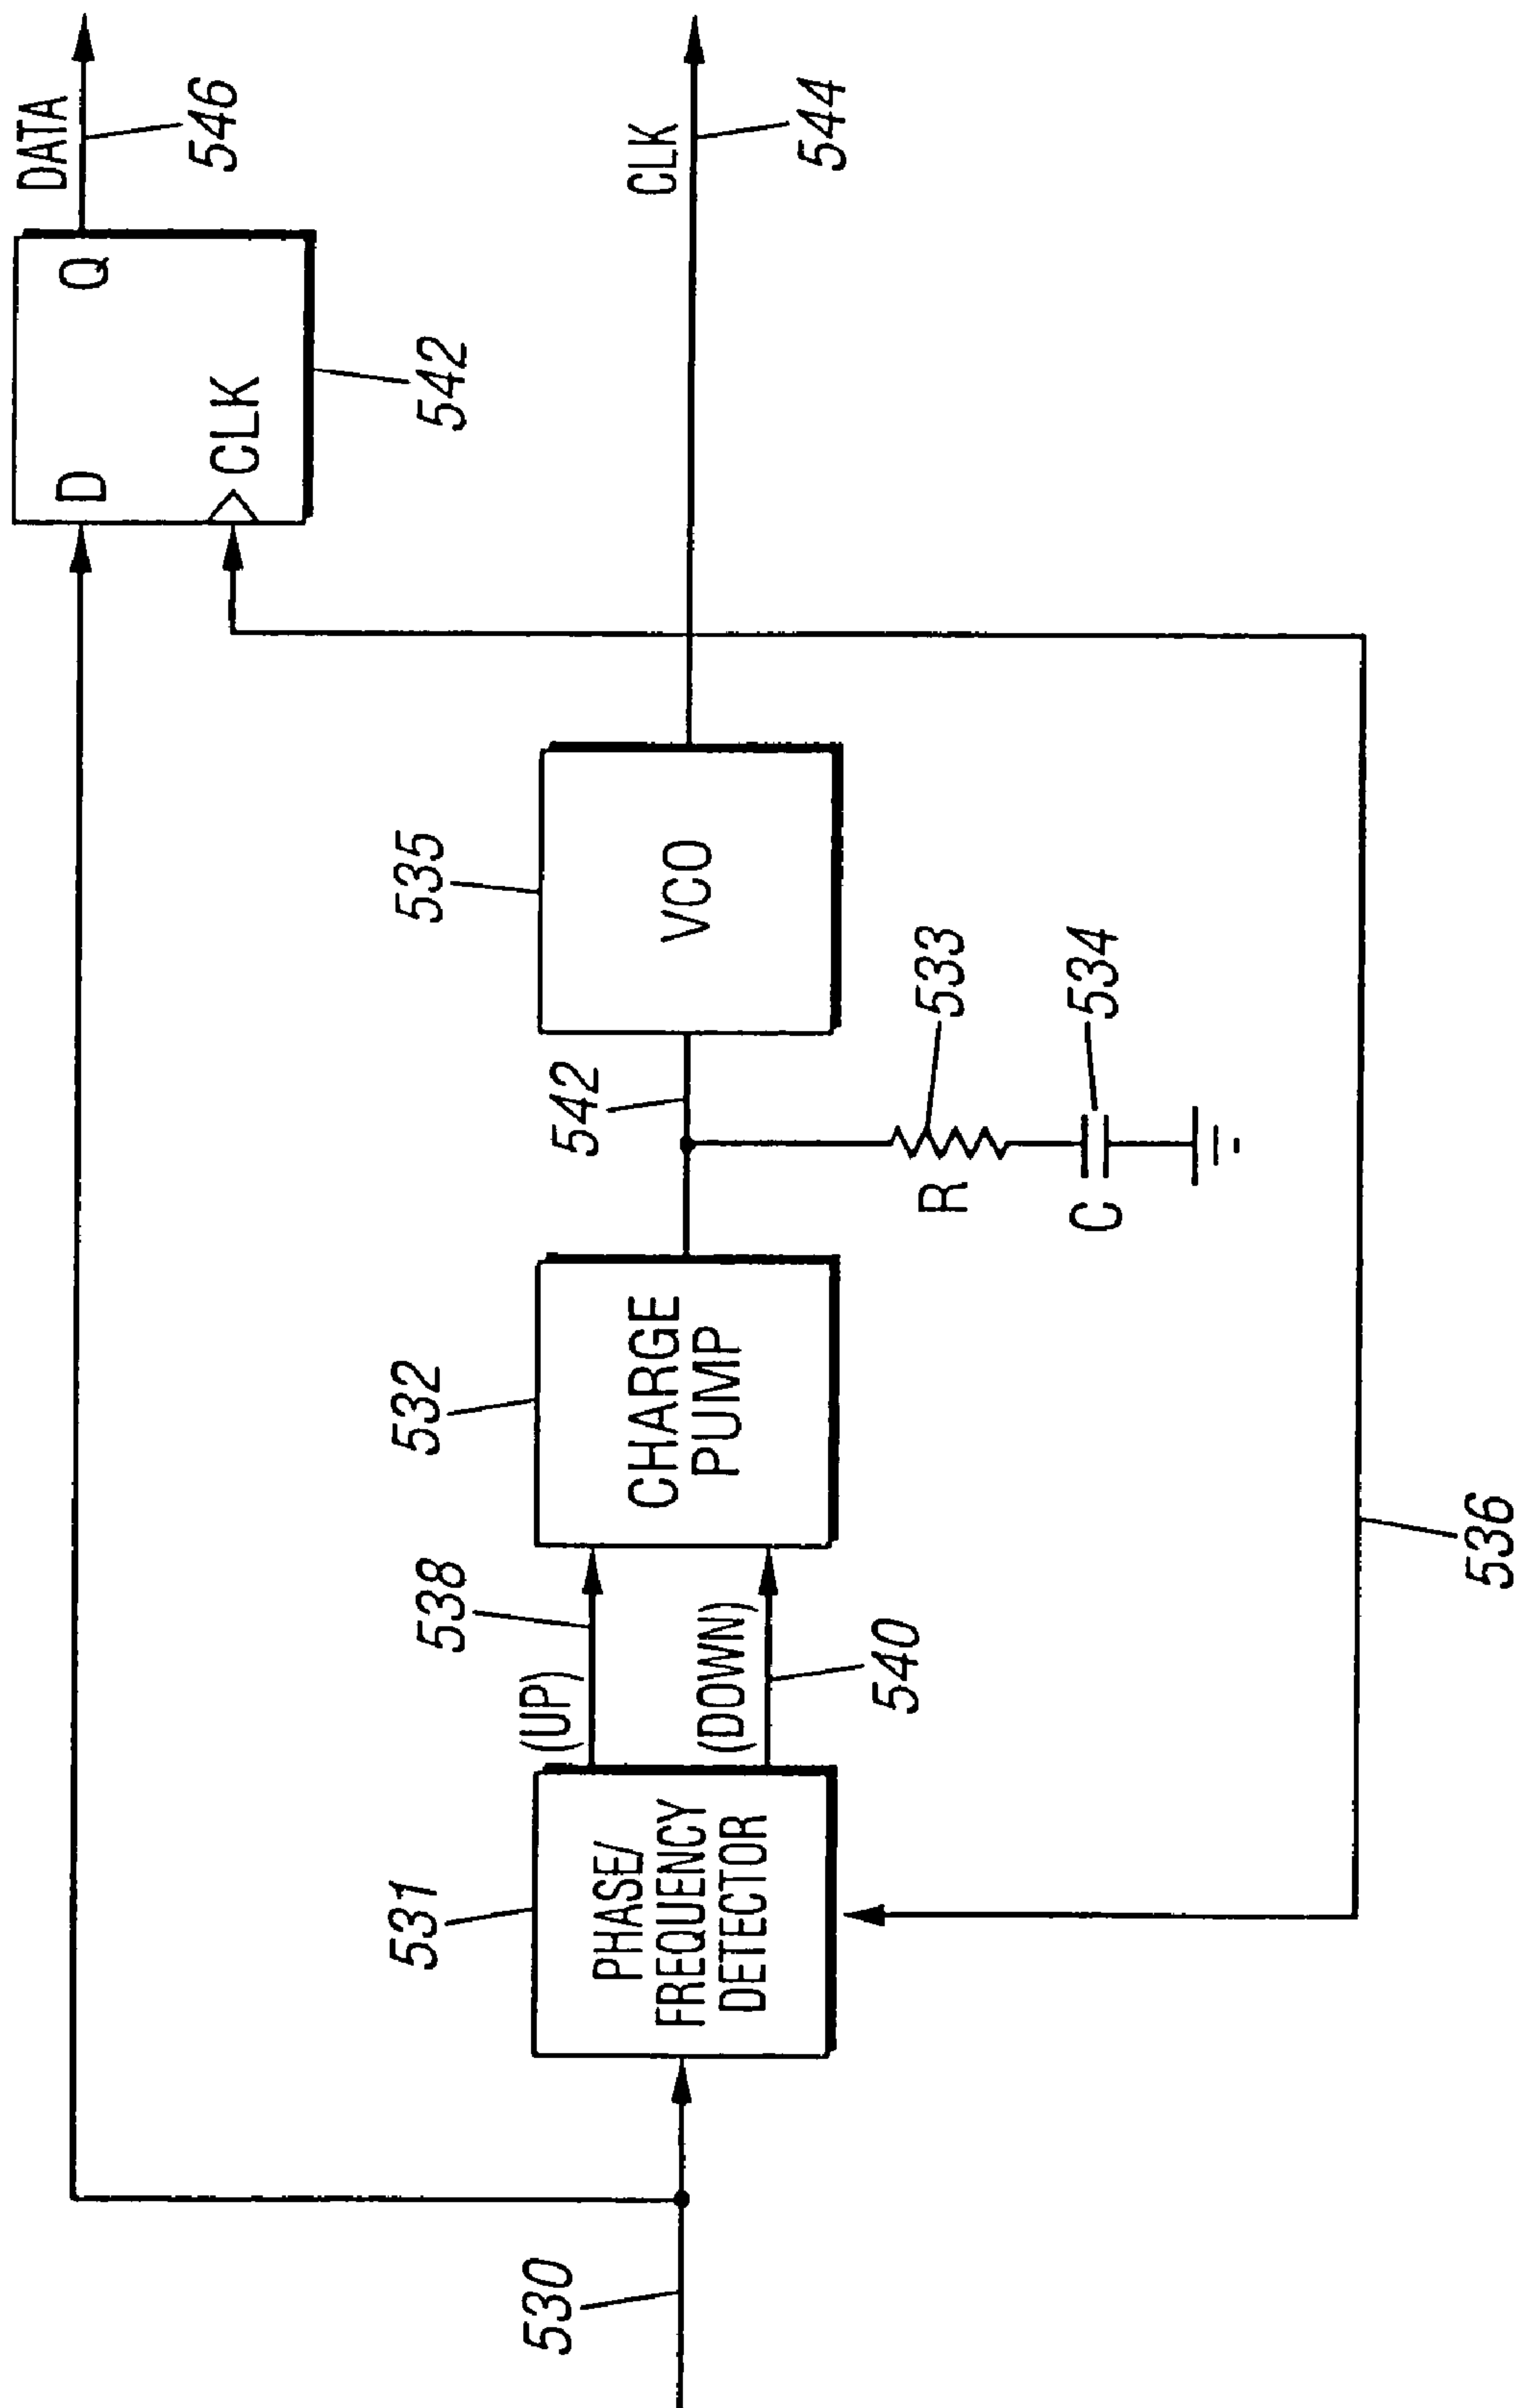 DATA
546
D
Q
CLK
542
CLK
544
535
VCO
542
533
R
534
C
532
CHARGE
PUMP
538
(UP)
(DOWN)
540
531
PHASE/
FREQUENCY
DETECTOR
530
536